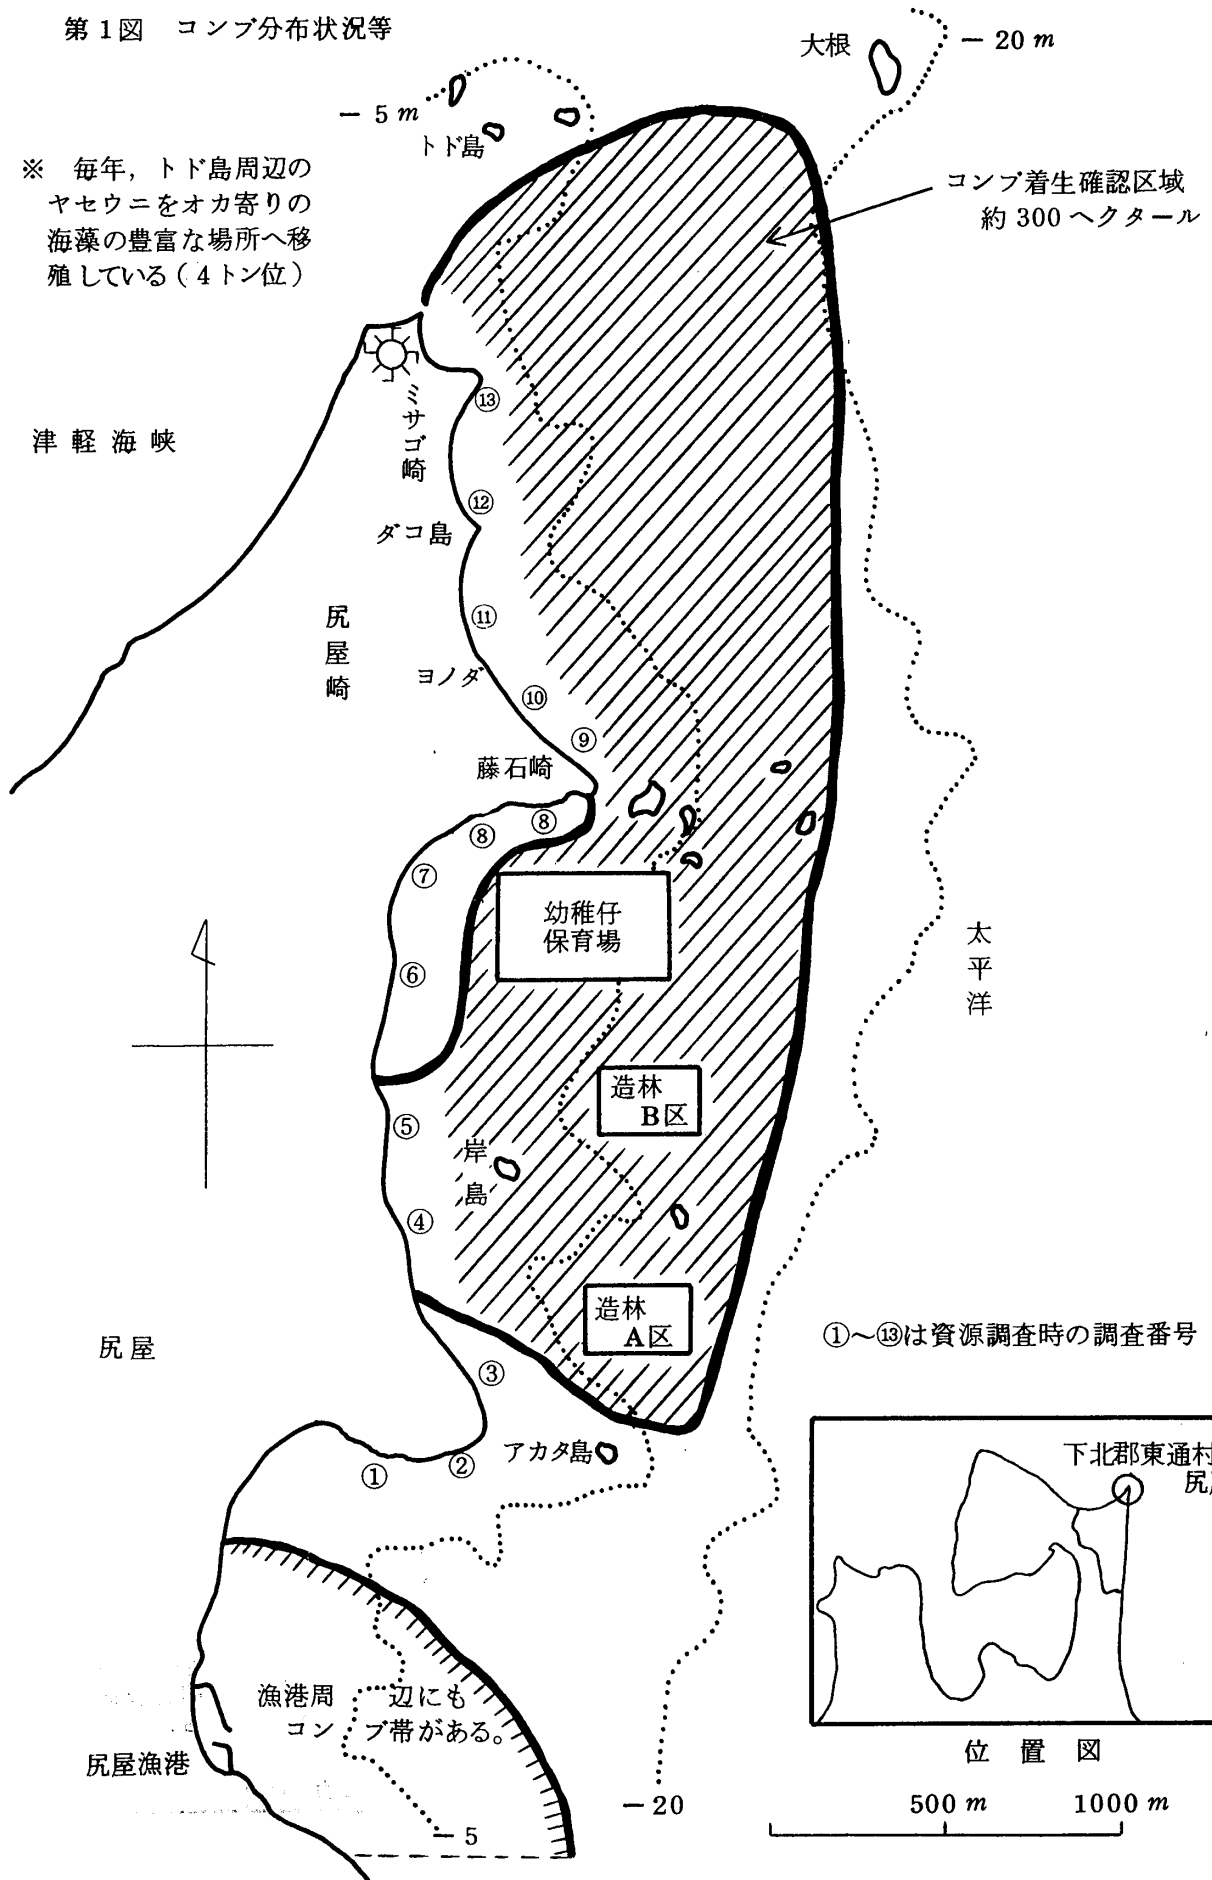 第1図 コンブ分布状況等
大根
－20 m
－5 m
トド島
※ 毎年，トド島周辺の
ヤセウニをオカ寄りの
海藻の豊富な場所へ移
殖している（4トン位）
コンブ着生確認区域
約300ヘクタール
津軽海峡
ミサゴ崎
⑬
⑫
ダコ島
⑪
尻屋崎
ヨノダ
⑩
⑨
藤石崎
⑧
⑧
⑦
幼稚仔
保育場
太平洋
⑥
造林
B区
⑤
岸島
④
造林
A区
尻屋
①～⑬は資源調査時の調査番号
③
アカタ島
①
②
下北郡東通村
漁港周辺にも
コンブ帯がある。
尻屋漁港
位置図
－20
－5
500 m
1000 m